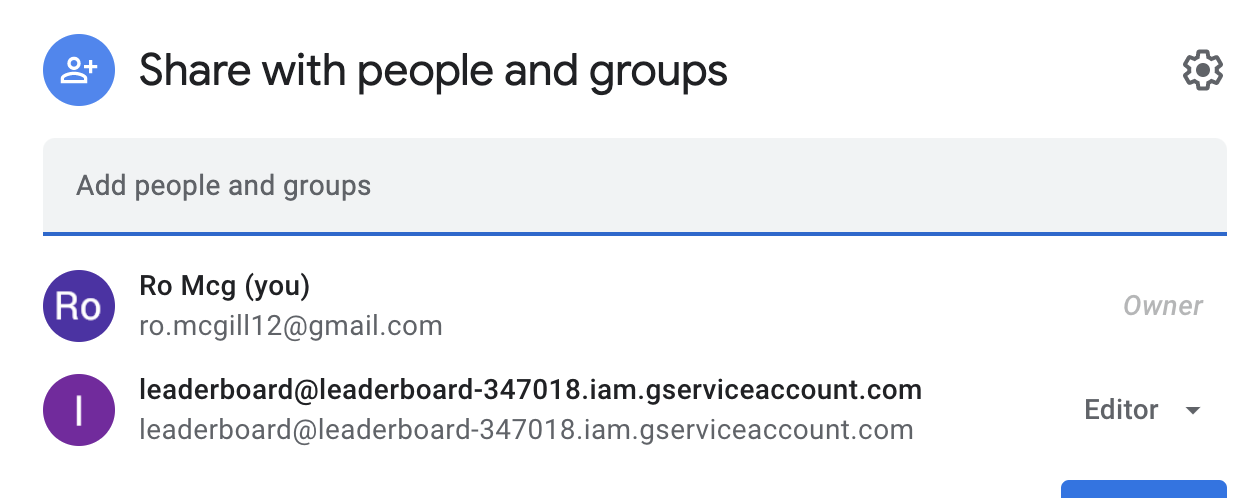 Share with people and groups
Add people and groups
Ro
Ro Mcg (you)
ro.mcgill12@gmail.com
Owner
l
leaderboard@leaderboard-347018.iam.gserviceaccount.com
leaderboard@leaderboard-347018.iam.gserviceaccount.com
Editor